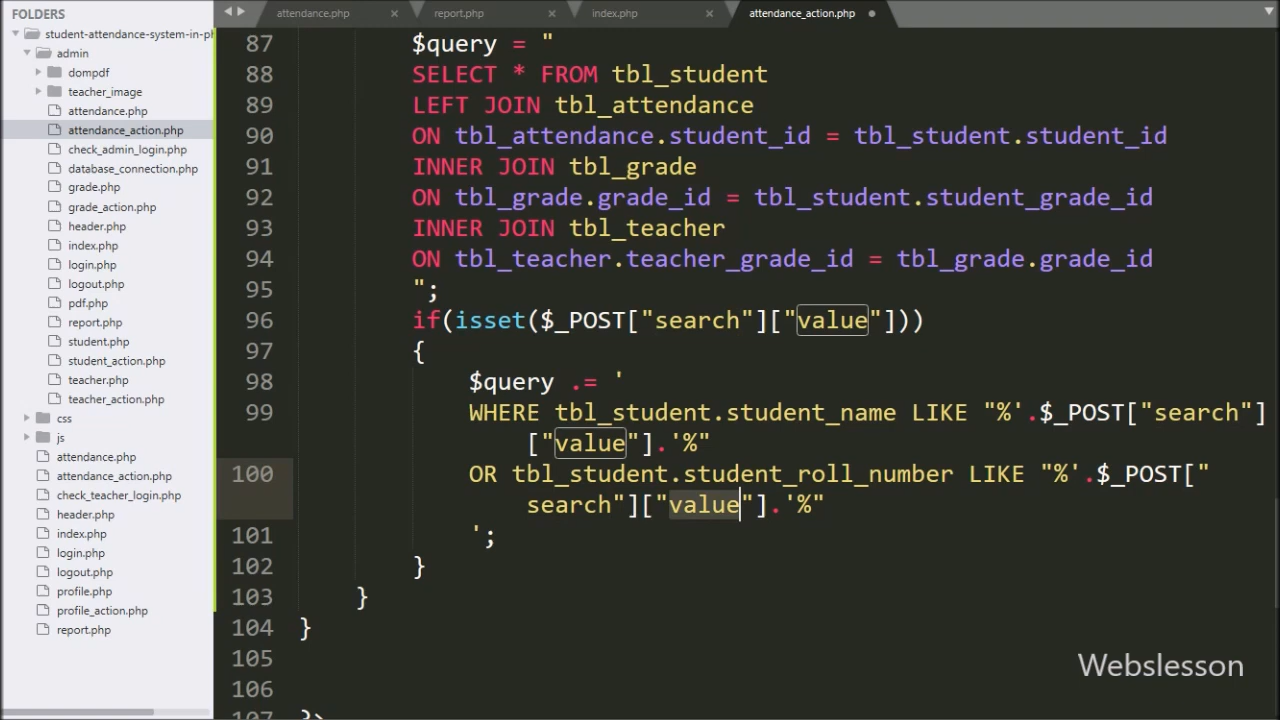 FOLDERS
student-attendance-system-in-ph
admin
dompdf
teacher_image
attendance.php
attendance_action.php
check_admin_login.php
database_connection.php
grade.php
grade_action.php
header.php
index.php
login.php
logout.php
pdf.php
report.php
student.php
student_action.php
teacher.php
teacher_action.php
css
js
attendance.php
attendance_action.php
check_teacher_login.php
header.php
index.php
login.php
logout.php
profile.php
profile_action.php
report.php
attendance.php
report.php
index.php
attendance_action.php
87 $query = "
88 SELECT * FROM tbl_student
89 LEFT JOIN tbl_attendance
90 ON tbl_attendance.student_id = tbl_student.student_id
91 INNER JOIN tbl_grade
92 ON tbl_grade.grade_id = tbl_student.student_grade_id
93 INNER JOIN tbl_teacher
94 ON tbl_teacher.teacher_grade_id = tbl_grade.grade_id
95 ";
96 if(isset($_POST["search"]["value"]))
97 {
98 $query .= '
99 WHERE tbl_student.student_name LIKE "%'.$_POST["search"]
["value"].'%"
100 OR tbl_student.student_roll_number LIKE "%'.$_POST["
search"]["value"].'%"
101 ';
102 }
103 }
104 }
105
106
107 })
Webslesson